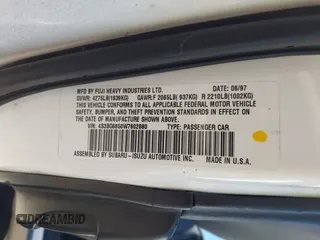 MFD BY FUJI HEAVY INDUSTRIES LTD. DATE 06/97
GVWR: 4275LB(1939KG) GAWR:F 2065LB( 937KG) R 2210LB(1002KG)
THIS VEHICLE CONFORMS TO ALL APPLICABLE FEDERAL MOTOR VEHICLE
SAFETY, BUMPER, AND THEFT PREVENTION STANDARDS IN EFFECT ON
THE DATE OF MANUFACTURE SHOWN ABOVE.
VIN: TYPE: PASSENGER CAR
ASSEMBLED BY SUBARU-ISUZU AUTOMOTIVE INC. MADE IN U.S.A.
DREAMBID